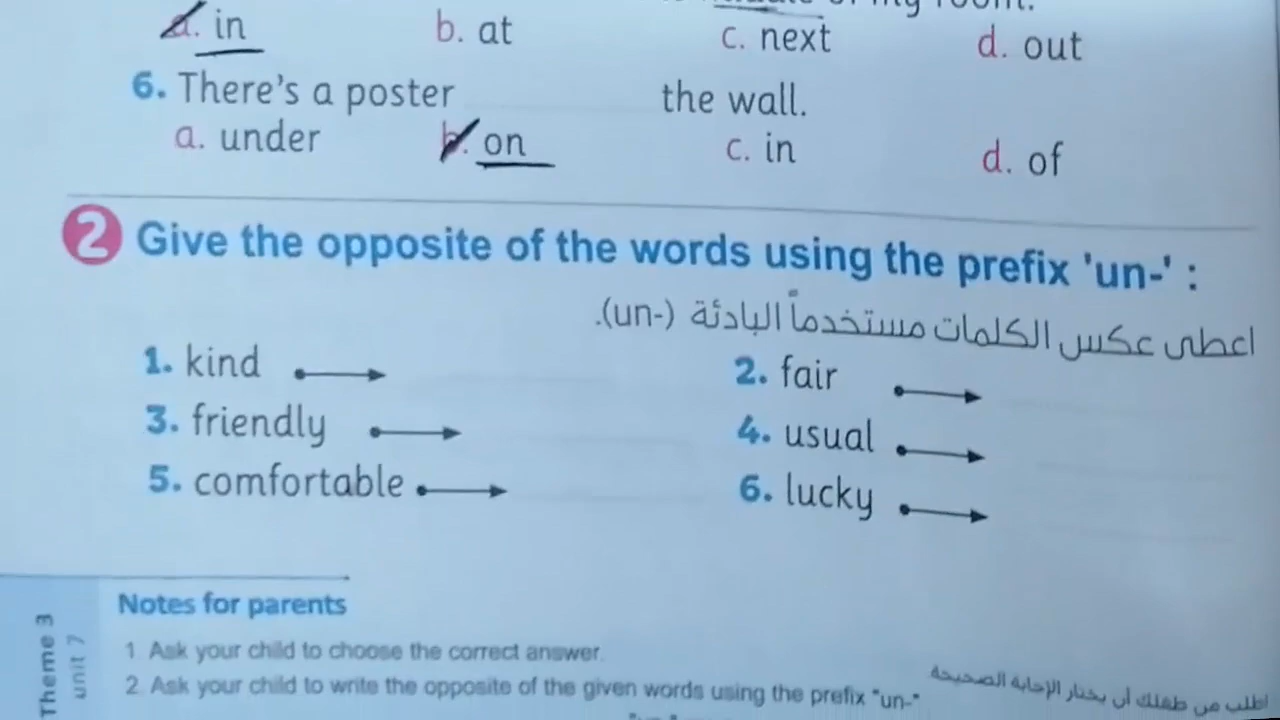 of my room.
a. in b. at c. next d. out
6. There's a poster the wall.
a. under b. on c. in d. of
2 Give the opposite of the words using the prefix 'un-' :
اعطى عكس الكلمات مستخدماً البادئة (un-).
1. kind 2. fair
3. friendly 4. usual
5. comfortable 6. lucky
Theme 3
unit 7
Notes for parents
1. Ask your child to choose the correct answer.
اطلب من طفلك أن يختار الإجابة الصحيحة
2. Ask your child to write the opposite of the given words using the prefix "un-"